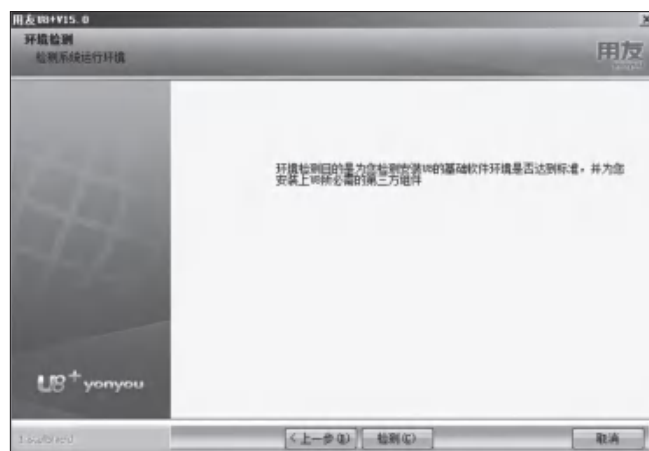 用友U8+V15.0
环境检测
检测系统运行环境
用友
环境检测目的是为您检测安装U8的基础软件环境是否达到标准，并为您
安装上U8所必需的第三方组件
U8+ yonyou
InstallShield
<上一步(B)
检测(C)
取消